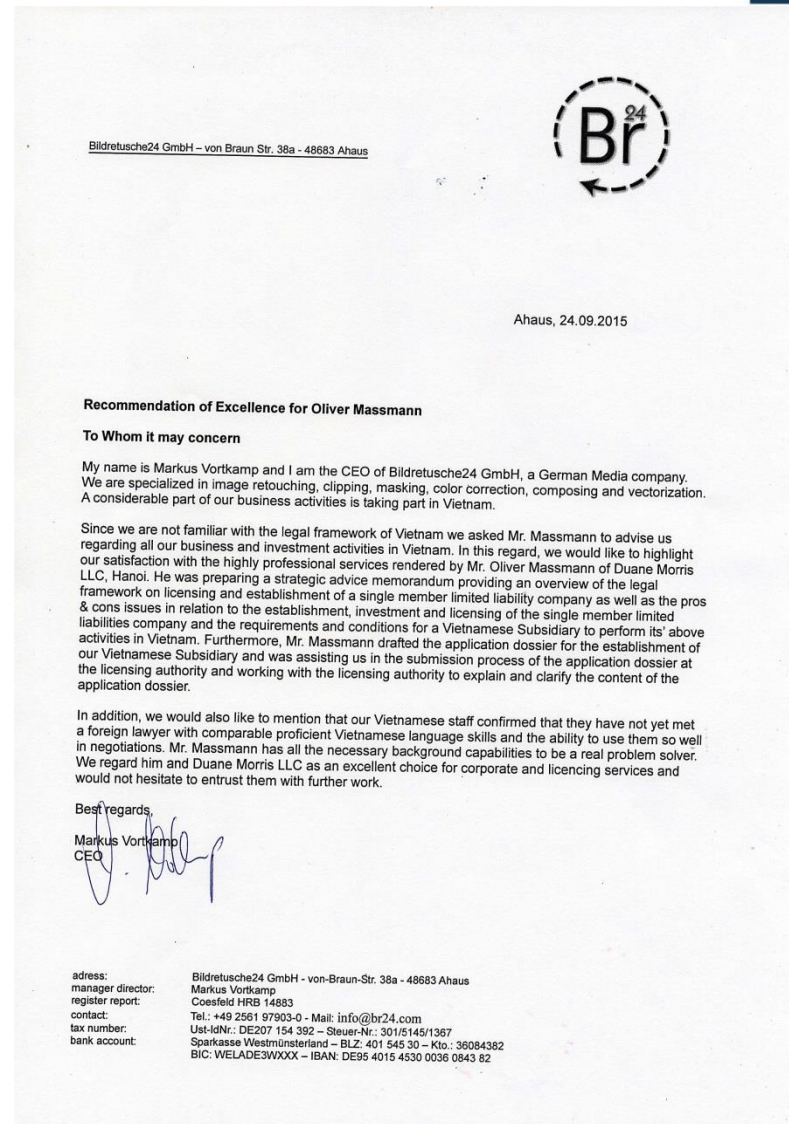 Bildretusche24 GmbH – von Braun Str. 38a - 48683 Ahaus
Br24
Ahaus, 24.09.2015
Recommendation of Excellence for Oliver Massmann
To Whom it may concern
My name is Markus Vortkamp and I am the CEO of Bildretusche24 GmbH, a German Media company.
We are specialized in image retouching, clipping, masking, color correction, composing and vectorization.
A considerable part of our business activities is taking part in Vietnam.
Since we are not familiar with the legal framework of Vietnam we asked Mr. Massmann to advise us
regarding all our business and investment activities in Vietnam. In this regard, we would like to highlight
our satisfaction with the highly professional services rendered by Mr. Oliver Massmann of Duane Morris
LLC, Hanoi. He was preparing a strategic advice memorandum providing an overview of the legal
framework on licensing and establishment of a single member limited liability company as well as the pros
& cons issues in relation to the establishment, investment and licensing of the single member limited
liabilities company and the requirements and conditions for a Vietnamese Subsidiary to perform its' above
activities in Vietnam. Furthermore, Mr. Massmann drafted the application dossier for the establishment of
our Vietnamese Subsidiary and was assisting us in the submission process of the application dossier at
the licensing authority and working with the licensing authority to explain and clarify the content of the
application dossier.
In addition, we would also like to mention that our Vietnamese staff confirmed that they have not yet met
a foreign lawyer with comparable proficient Vietnamese language skills and the ability to use them so well
in negotiations. Mr. Massmann has all the necessary background capabilities to be a real problem solver.
We regard him and Duane Morris LLC as an excellent choice for corporate and licencing services and
would not hesitate to entrust them with further work.
Best regards,
Markus Vortkamp
CEO
adress: Bildretusche24 GmbH - von-Braun-Str. 38a - 48683 Ahaus
manager director: Markus Vortkamp
register report: Coesfeld HRB 14883
contact: Tel.: +49 2561 97903-0 - Mail: info@br24.com
tax number: Ust-IdNr.: DE207 154 392 – Steuer-Nr.: 301/5145/1367
bank account: Sparkasse Westmünsterland – BLZ: 401 545 30 – Kto.: 36084382
BIC: WELADE3WXXX – IBAN: DE95 4015 4530 0036 0843 82